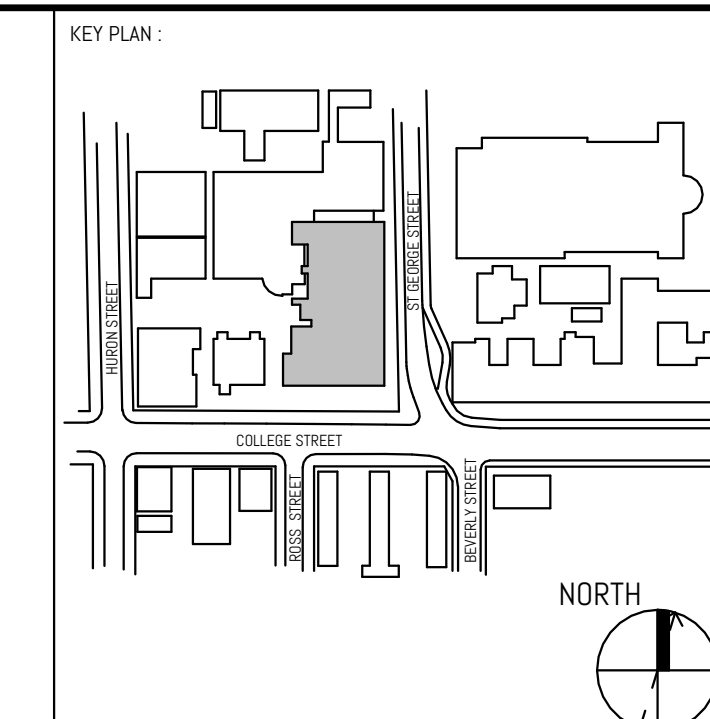 KEY PLAN :
ST GEORGE STREET
HURON STREET
COLLEGE STREET
ROSS STREET
BEVERLY STREET
NORTH